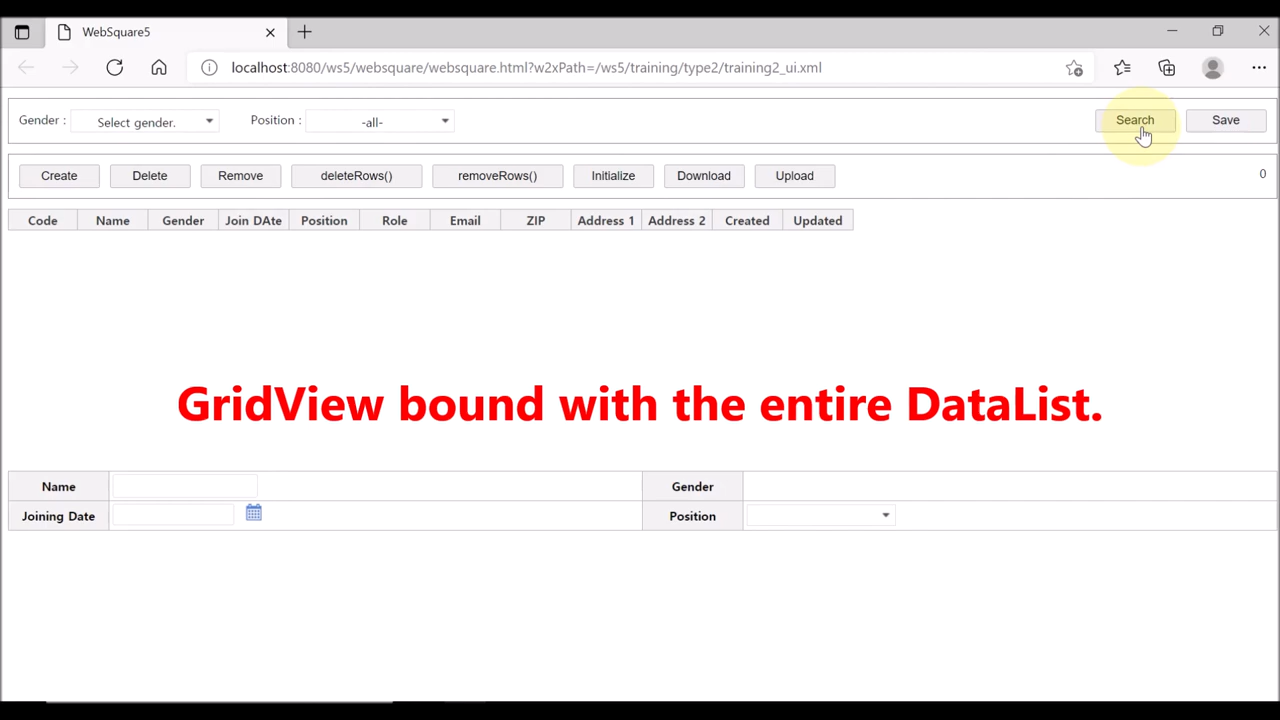 WebSquare5
localhost:8080/ws5/websquare/websquare.html?w2xPath=/ws5/training/type2/training2_ui.xml
Gender : Select gender. Position : -all- Search Save
Create Delete Remove deleteRows() removeRows() Initialize Download Upload 0
Code Name Gender Join DAte Position Role Email ZIP Address 1 Address 2 Created Updated
GridView bound with the entire DataList.
Name Gender
Joining Date Position